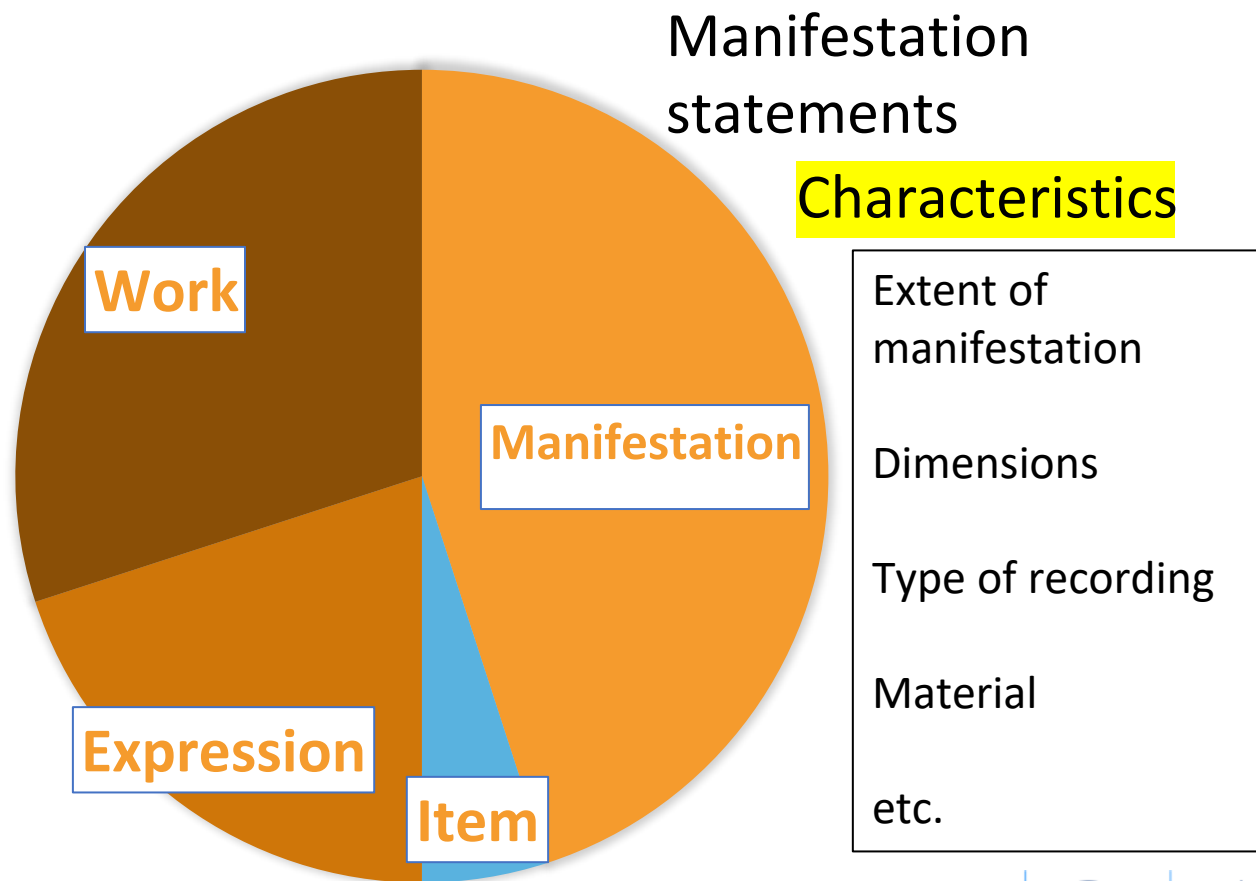 Manifestation
statements
Characteristics
Work
Manifestation
Expression
Item
Extent of
manifestation
Dimensions
Type of recording
Material
etc.